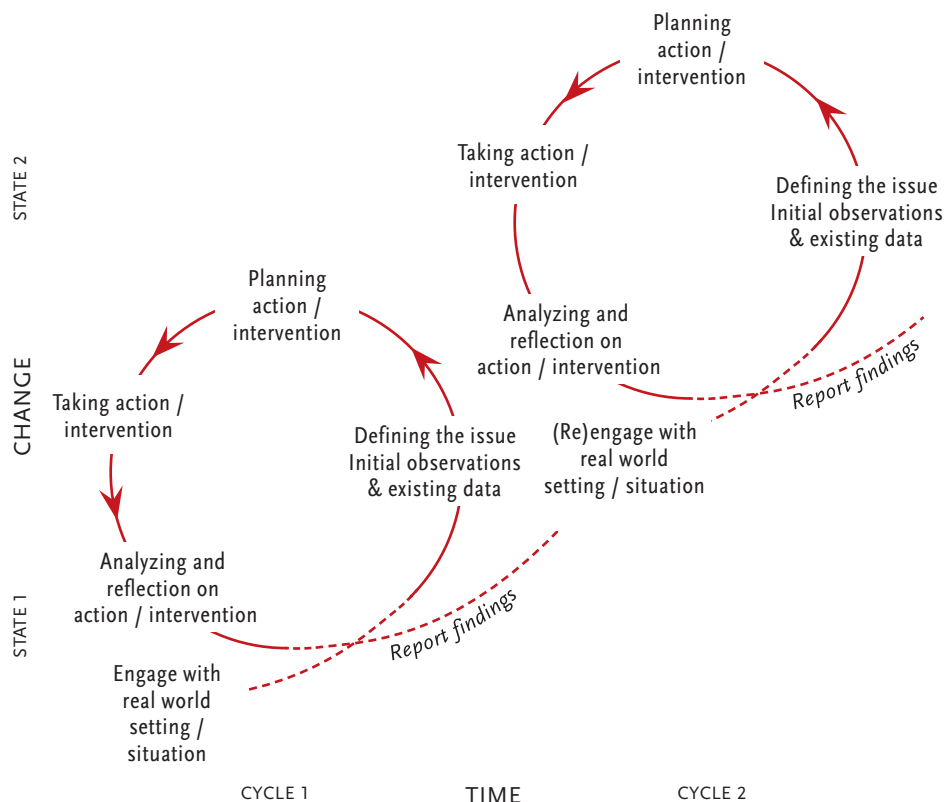 Planning
action /
intervention
Taking action /
intervention
Defining the issue
Initial observations
& existing data
Analyzing and
reflection on
action / intervention
Report findings
(Re)engage with
real world
setting / situation
Planning
action /
intervention
Taking action /
intervention
Defining the issue
Initial observations
& existing data
Analyzing and
reflection on
action / intervention
Report findings
Engage with
real world
setting /
situation
STATE 2
CHANGE
STATE 1
CYCLE 1
TIME
CYCLE 2